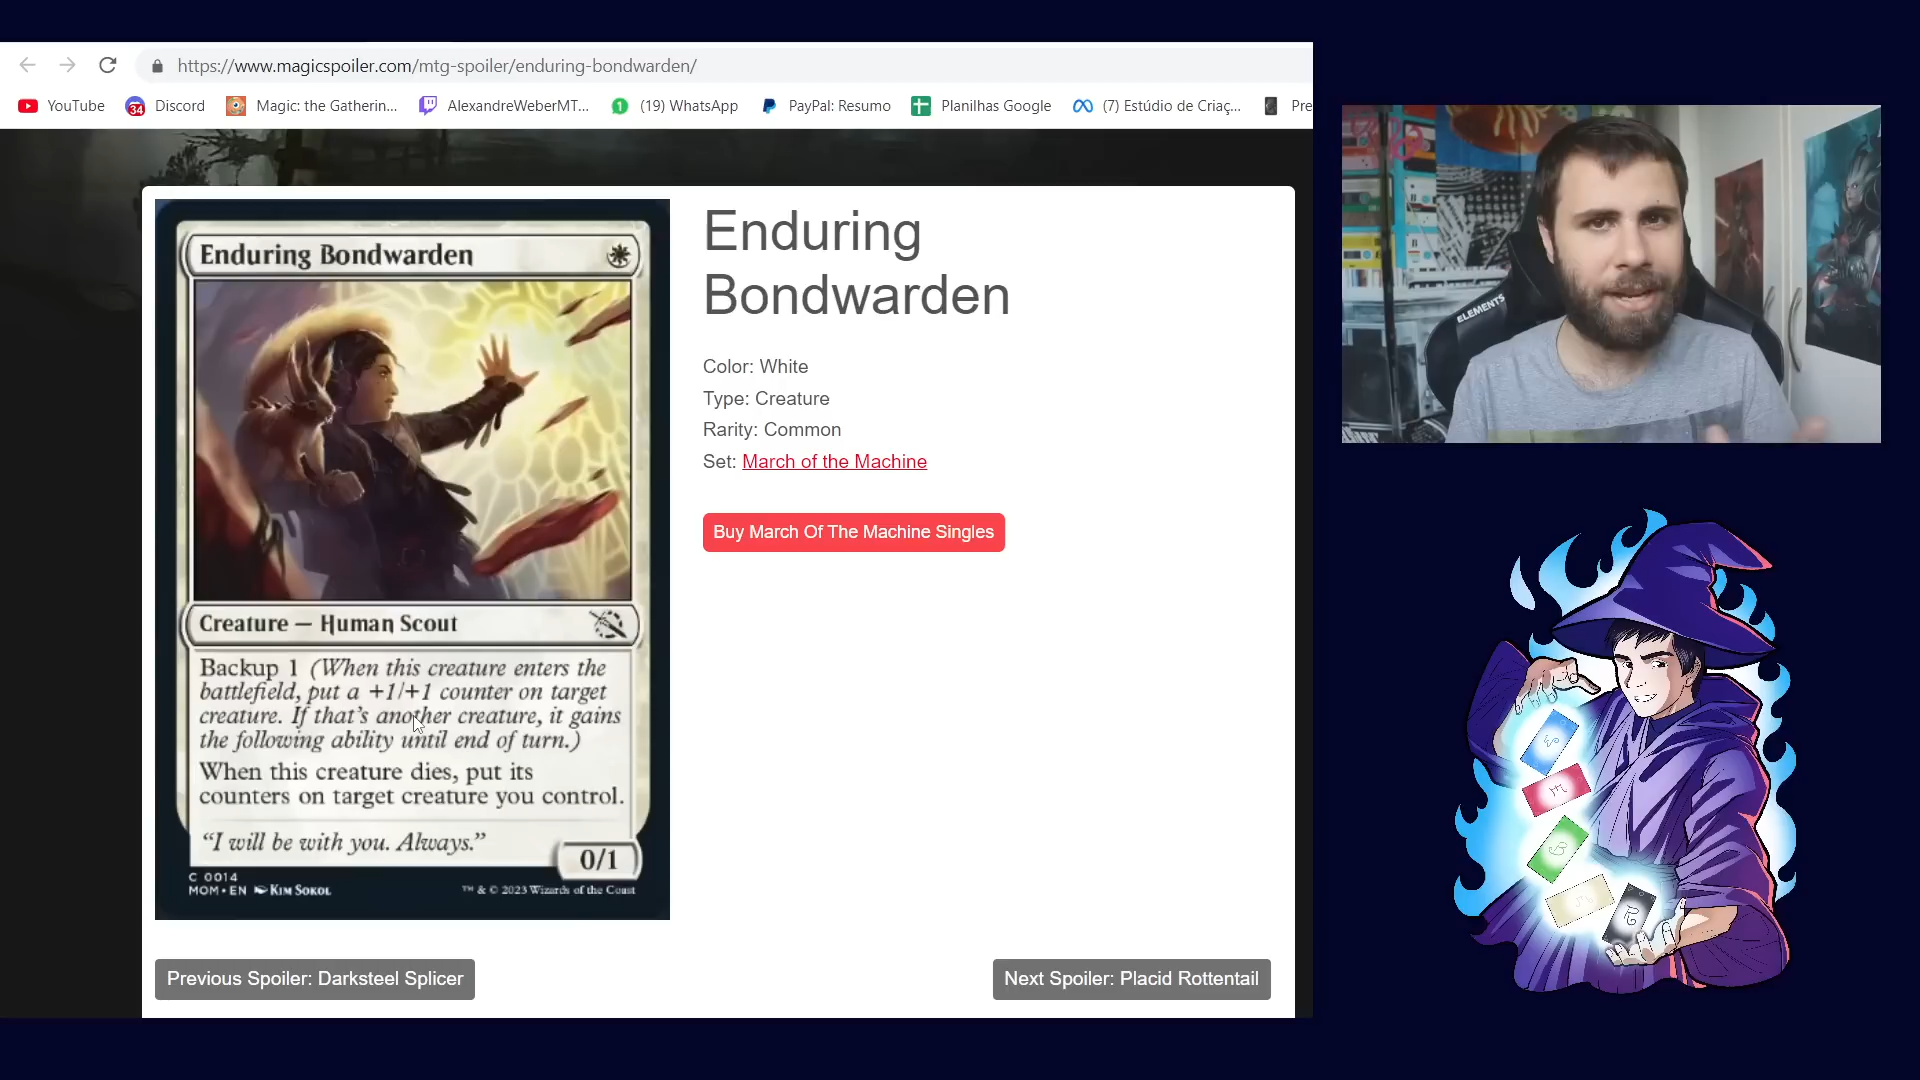 https://www.magicspoiler.com/mtg-spoiler/enduring-bondwarden/
YouTube
34
Discord
Magic: the Gatherin...
AlexandreWeberMT...
1
(19) WhatsApp
PayPal: Resumo
Planilhas Google
(7) Estúdio de Criaç...
Pre
Enduring Bondwarden
Creature — Human Scout
Backup 1 (When this creature enters the
battlefield, put a +1/+1 counter on target
creature. If that's another creature, it gains
the following ability until end of turn.)
When this creature dies, put its
counters on target creature you control.
"I will be with you. Always."
0/1
C 0014
MOM • EN KIM SOKOL
™ & © 2023 Wizards of the Coast
Enduring
Bondwarden
Color: White
Type: Creature
Rarity: Common
Set: March of the Machine
Buy March Of The Machine Singles
Previous Spoiler: Darksteel Splicer
Next Spoiler: Placid Rottentail
ELEMENTS